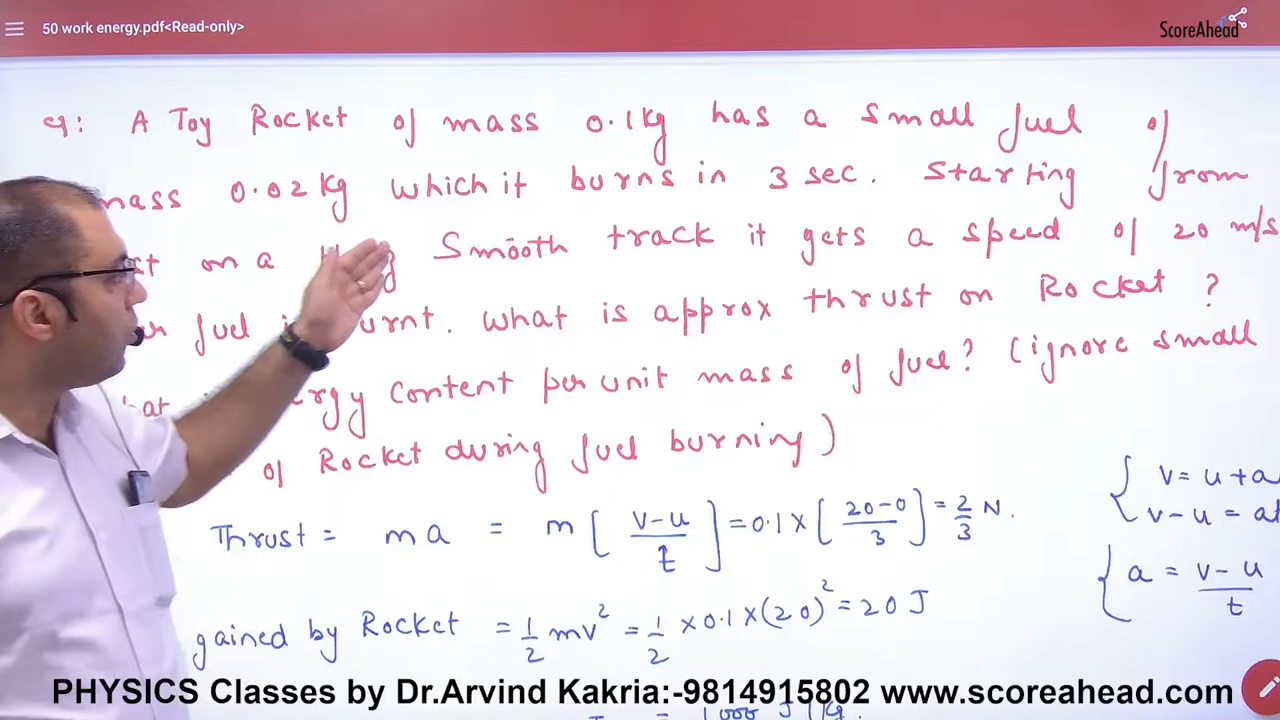 50 work energy.pdf<Read-only>
ScoreAhead
Q: A Toy Rocket of mass 0.1kg has a small fuel of
mass 0.02 kg which it burns in 3 sec. Starting from
on a Smooth track it gets a speed of 20 m/s
fuel is burnt. What is approx thrust on Rocket ?
content per unit mass of fuel? (ignore small
of Rocket during fuel burning)
Thrust = ma = m [ v-u / t ] = 0.1 × [ 20-0 / 3 ] = 2/3 N.
{ v = u + a
v-u = at
{ a = v-u / t
gained by Rocket = 1/2 mv² = 1/2 × 0.1 × (20)² = 20 J
PHYSICS Classes by Dr.Arvind Kakria:-9814915802 www.scoreahead.com
= 1000 J/kg.